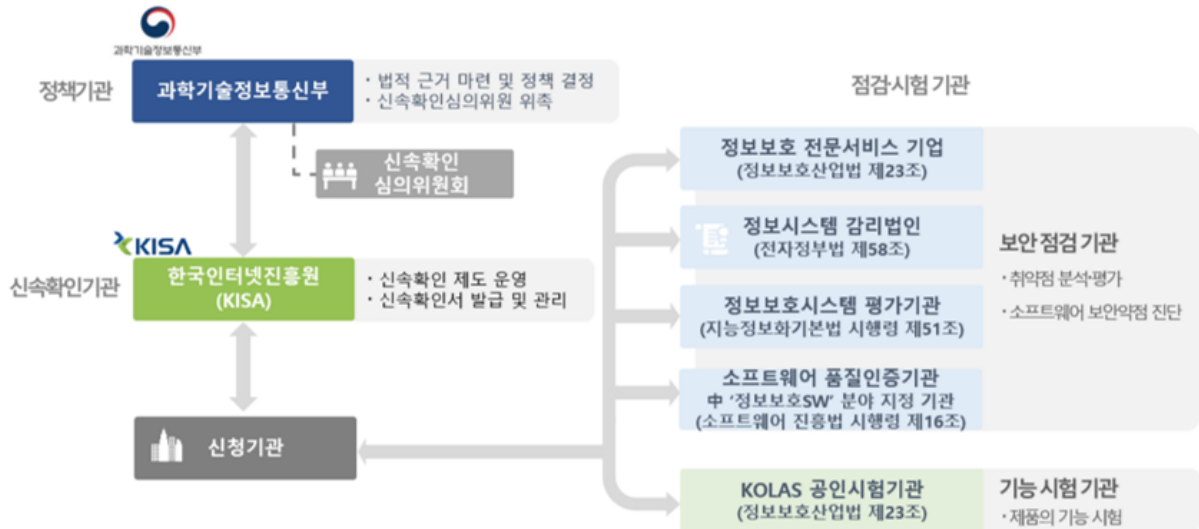 과학기술정보통신부
정책기관
과학기술정보통신부
· 법적 근거 마련 및 정책 결정
· 신속확인심의위원 위촉
신속확인
심의위원회
KISA
신속확인기관
한국인터넷진흥원
(KISA)
· 신속확인 제도 운영
· 신속확인서 발급 및 관리
신청기관
점검·시험 기관
정보보호 전문서비스 기업
(정보보호산업법 제23조)
정보시스템 감리법인
(전자정부법 제58조)
정보보호시스템 평가기관
(지능정보화기본법 시행령 제51조)
소프트웨어 품질인증기관
中 '정보보호SW' 분야 지정 기관
(소프트웨어 진흥법 시행령 제16조)
보안 점검 기관
· 취약점 분석·평가
· 소프트웨어 보안약점 진단
KOLAS 공인시험기관
(정보보호산업법 제23조)
기능 시험 기관
· 제품의 기능 시험